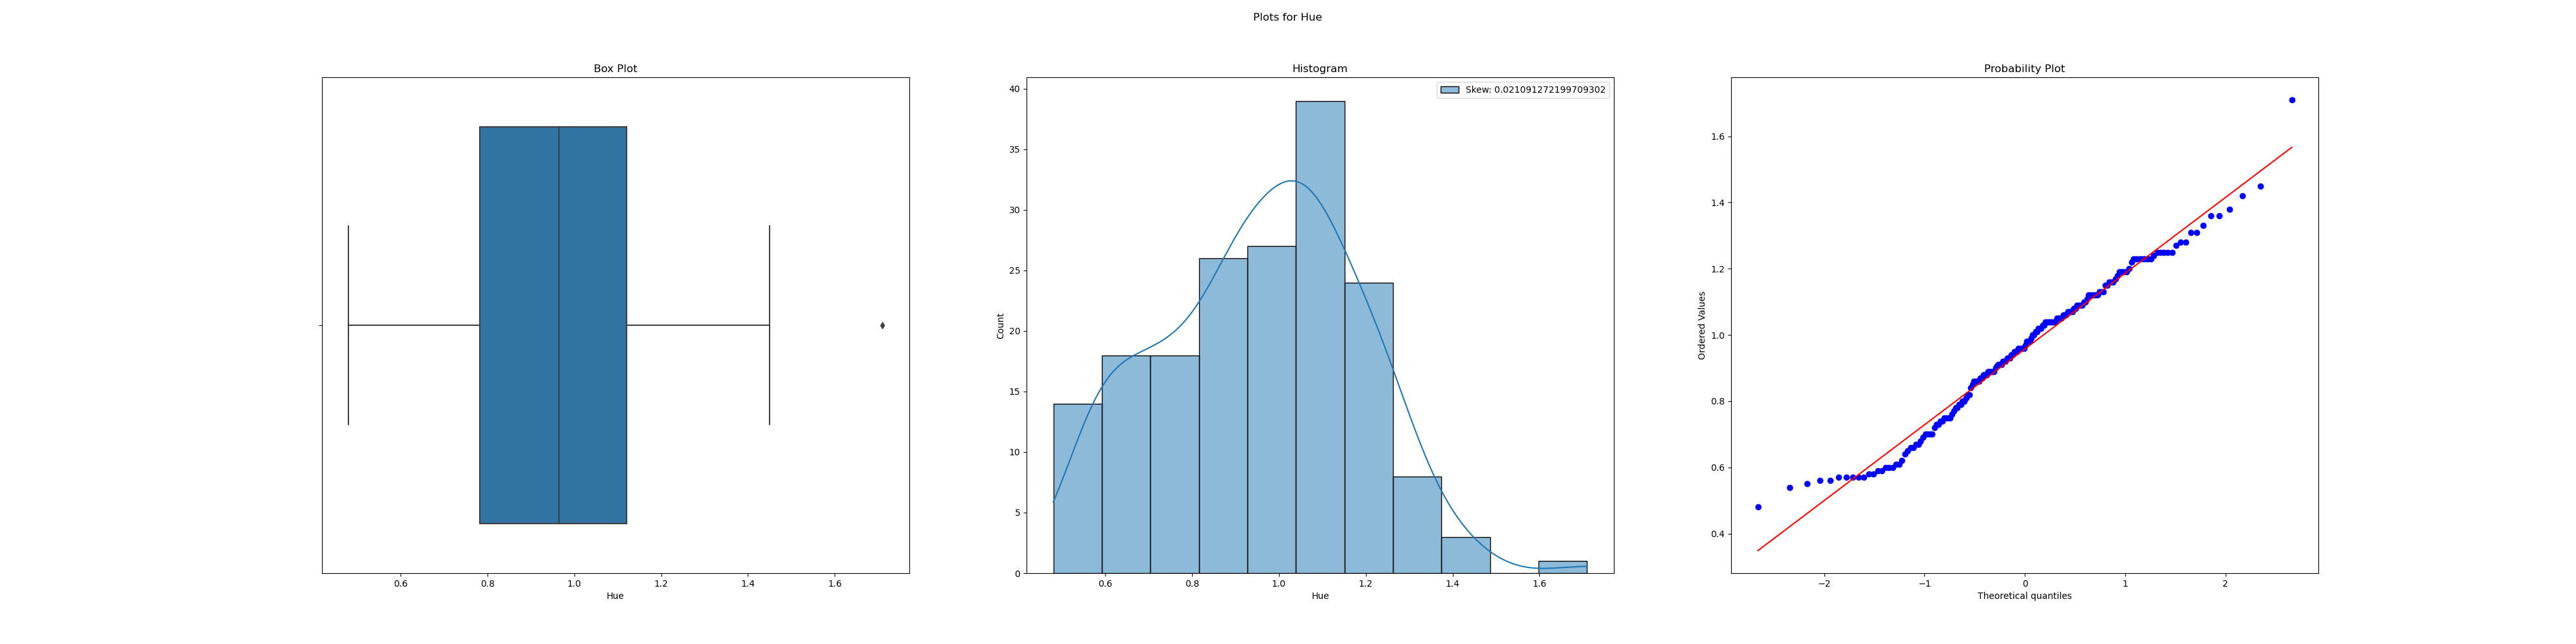 Plots for Hue
Box Plot
0.6 0.8 1.0 1.2 1.4 1.6
Hue
Histogram
Skew: 0.021091272199709302
40
35
30
25
20
15
10
5
0
Count
0.6 0.8 1.0 1.2 1.4 1.6
Hue
Probability Plot
1.6
1.4
1.2
1.0
0.8
0.6
0.4
Ordered Values
−2 −1 0 1 2
Theoretical quantiles